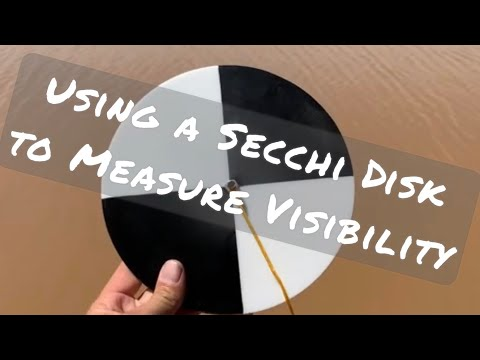 Using a Secchi Disk
to Measure Visibility